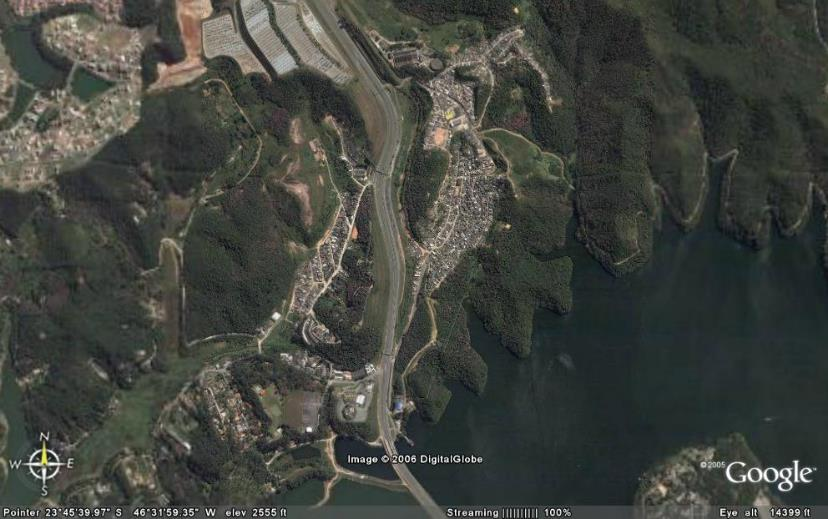 N
W E
S
Image © 2006 DigitalGlobe
©2005 Google™
Pointer 23°45'39.97" S 46°31'59.35" W elev 2555 ft Streaming |||||||||| 100% Eye alt 14399 ft